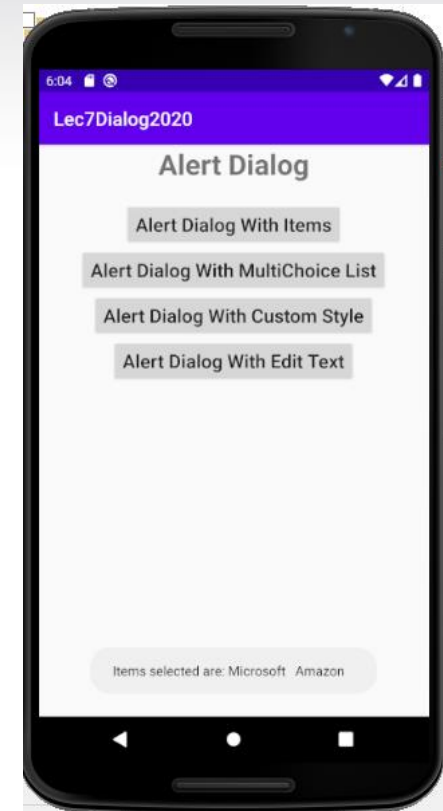 6:04
Lec7Dialog2020
Alert Dialog
Alert Dialog With Items
Alert Dialog With MultiChoice List
Alert Dialog With Custom Style
Alert Dialog With Edit Text
Items selected are: Microsoft Amazon